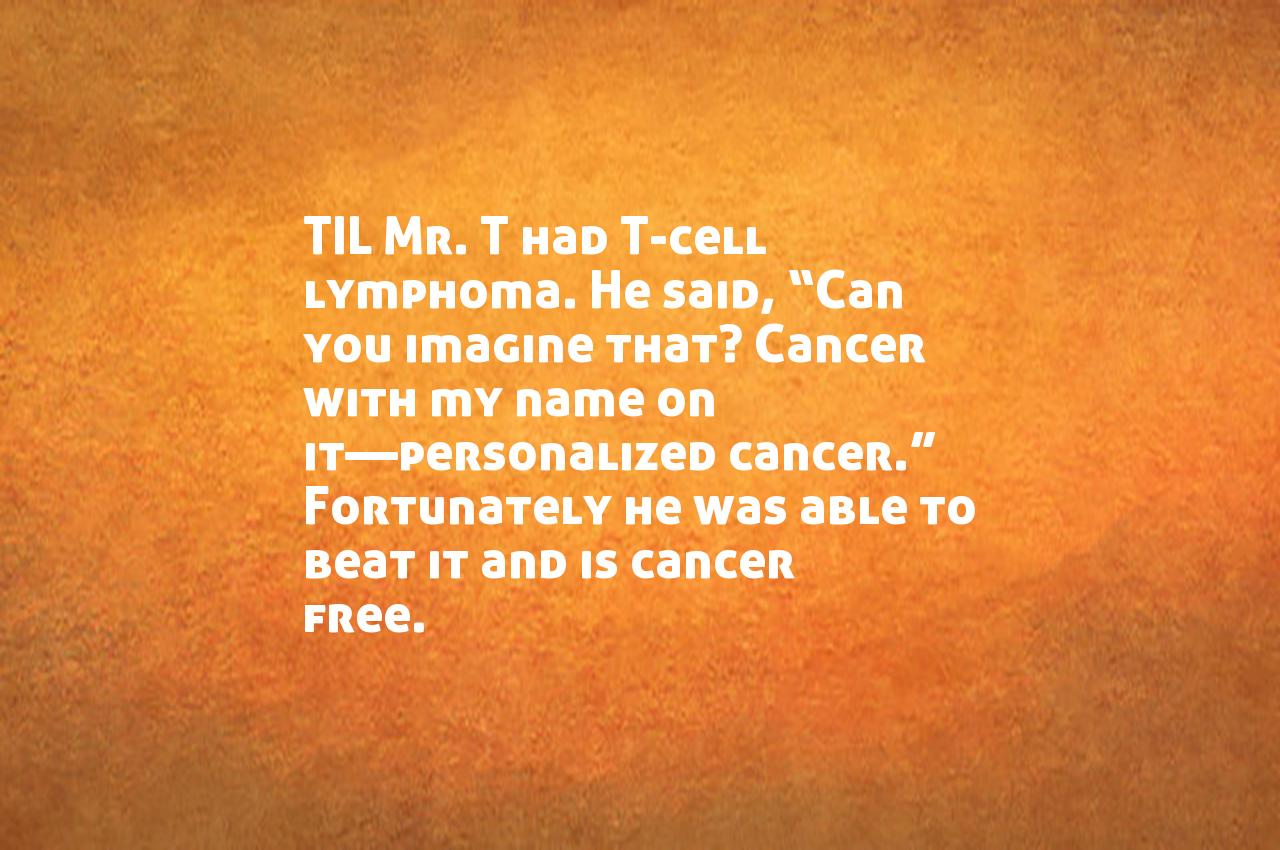 TIL Mr. T had T-cell
lymphoma. He said, “Can
you imagine that? Cancer
with my name on
it—personalized cancer.”
Fortunately he was able to
beat it and is cancer
free.